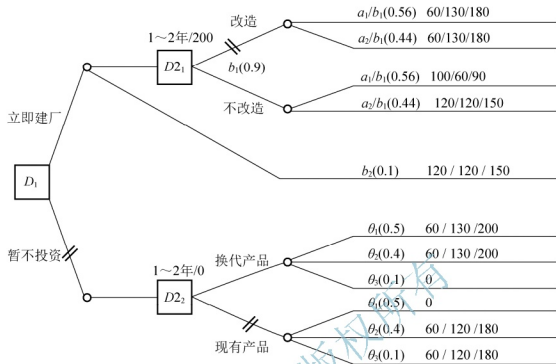 改造
a₁/b₁(0.56) 60/130/180
1～2年/200
a₂/b₁(0.44) 60/130/180
D2₁
b₁(0.9)
a₁/b₁(0.56) 100/60/90
不改造
a₂/b₁(0.44) 120/120/150
立即建厂
b₂(0.1) 120 / 120 / 150
D₁
θ₁(0.5) 60 / 130 /200
暂不投资
换代产品
θ₂(0.4) 60 / 130 /200
1～2年/0
θ₃(0.1) 0
D2₂
θ₁(0.5) 0
θ₂(0.4) 60 / 120 /180
现有产品
θ₃(0.1) 60 / 120 /180
版权所有